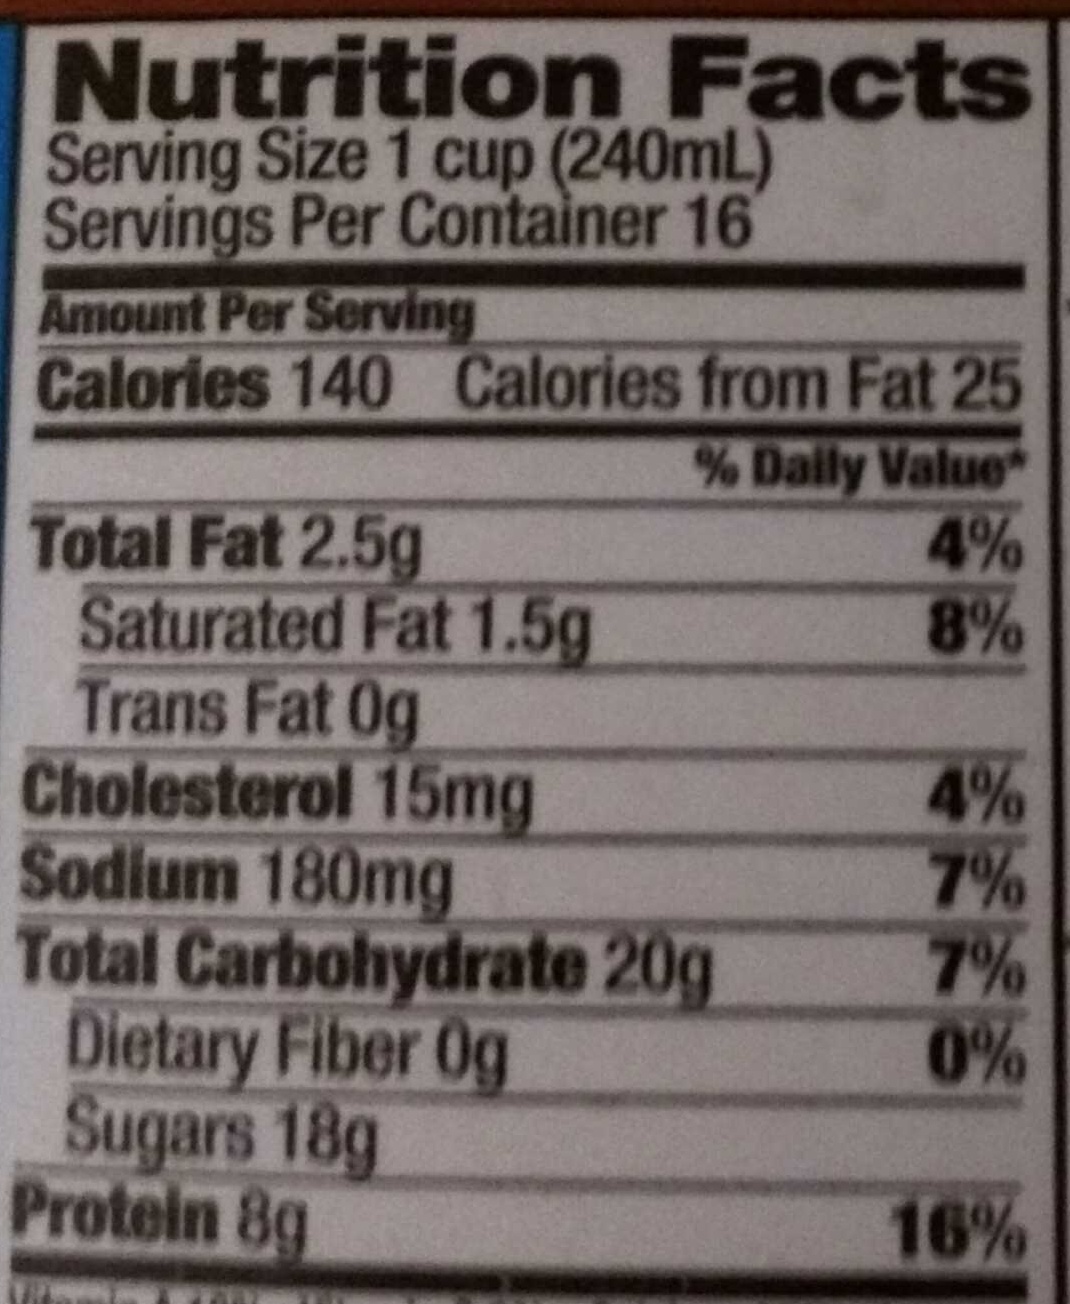 Nutrition Facts
Serving Size 1 cup (240mL)
Servings Per Container 16
Amount Per Serving
Calories 140 Calories from Fat 25
% Daily Value*
Total Fat 2.5g 4%
Saturated Fat 1.5g 8%
Trans Fat 0g
Cholesterol 15mg 4%
Sodium 180mg 7%
Total Carbohydrate 20g 7%
Dietary Fiber 0g 0%
Sugars 18g
Protein 8g 16%
Vitamin A 10%